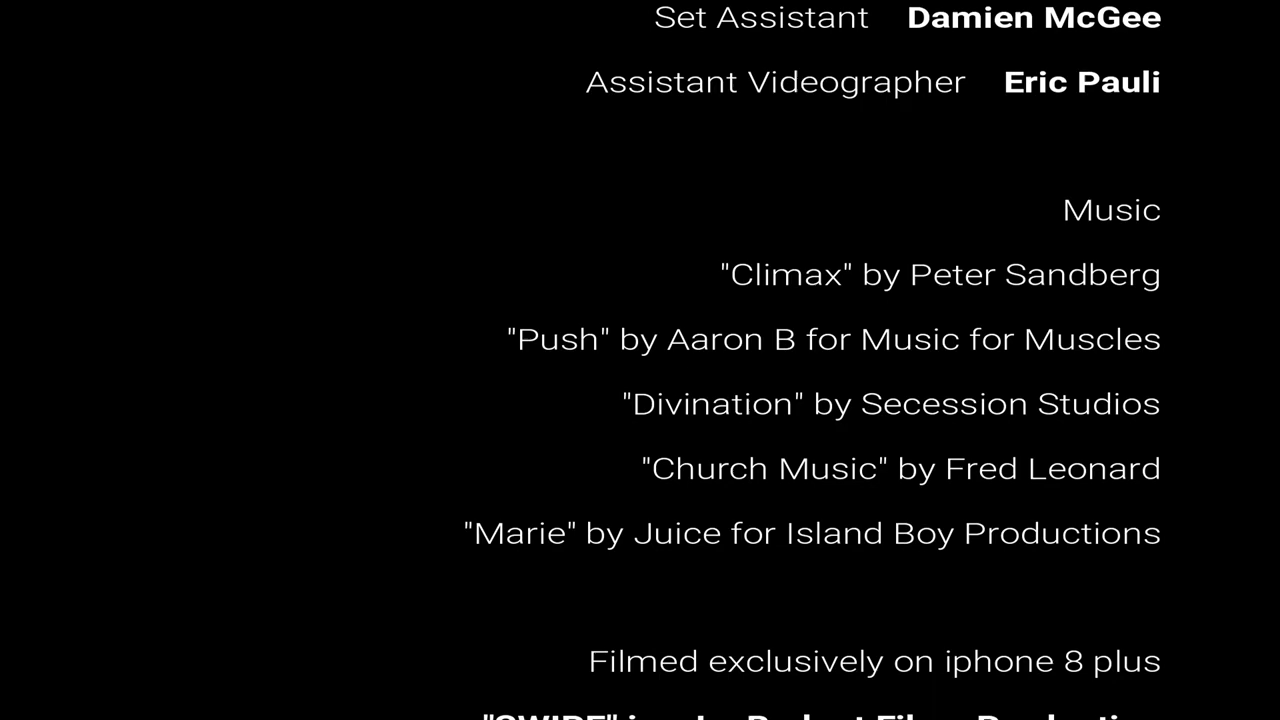 Set Assistant Damien McGee
Assistant Videographer Eric Pauli
Music
"Climax" by Peter Sandberg
"Push" by Aaron B for Music for Muscles
"Divination" by Secession Studios
"Church Music" by Fred Leonard
"Marie" by Juice for Island Boy Productions
Filmed exclusively on iphone 8 plus
"SWIPE" is